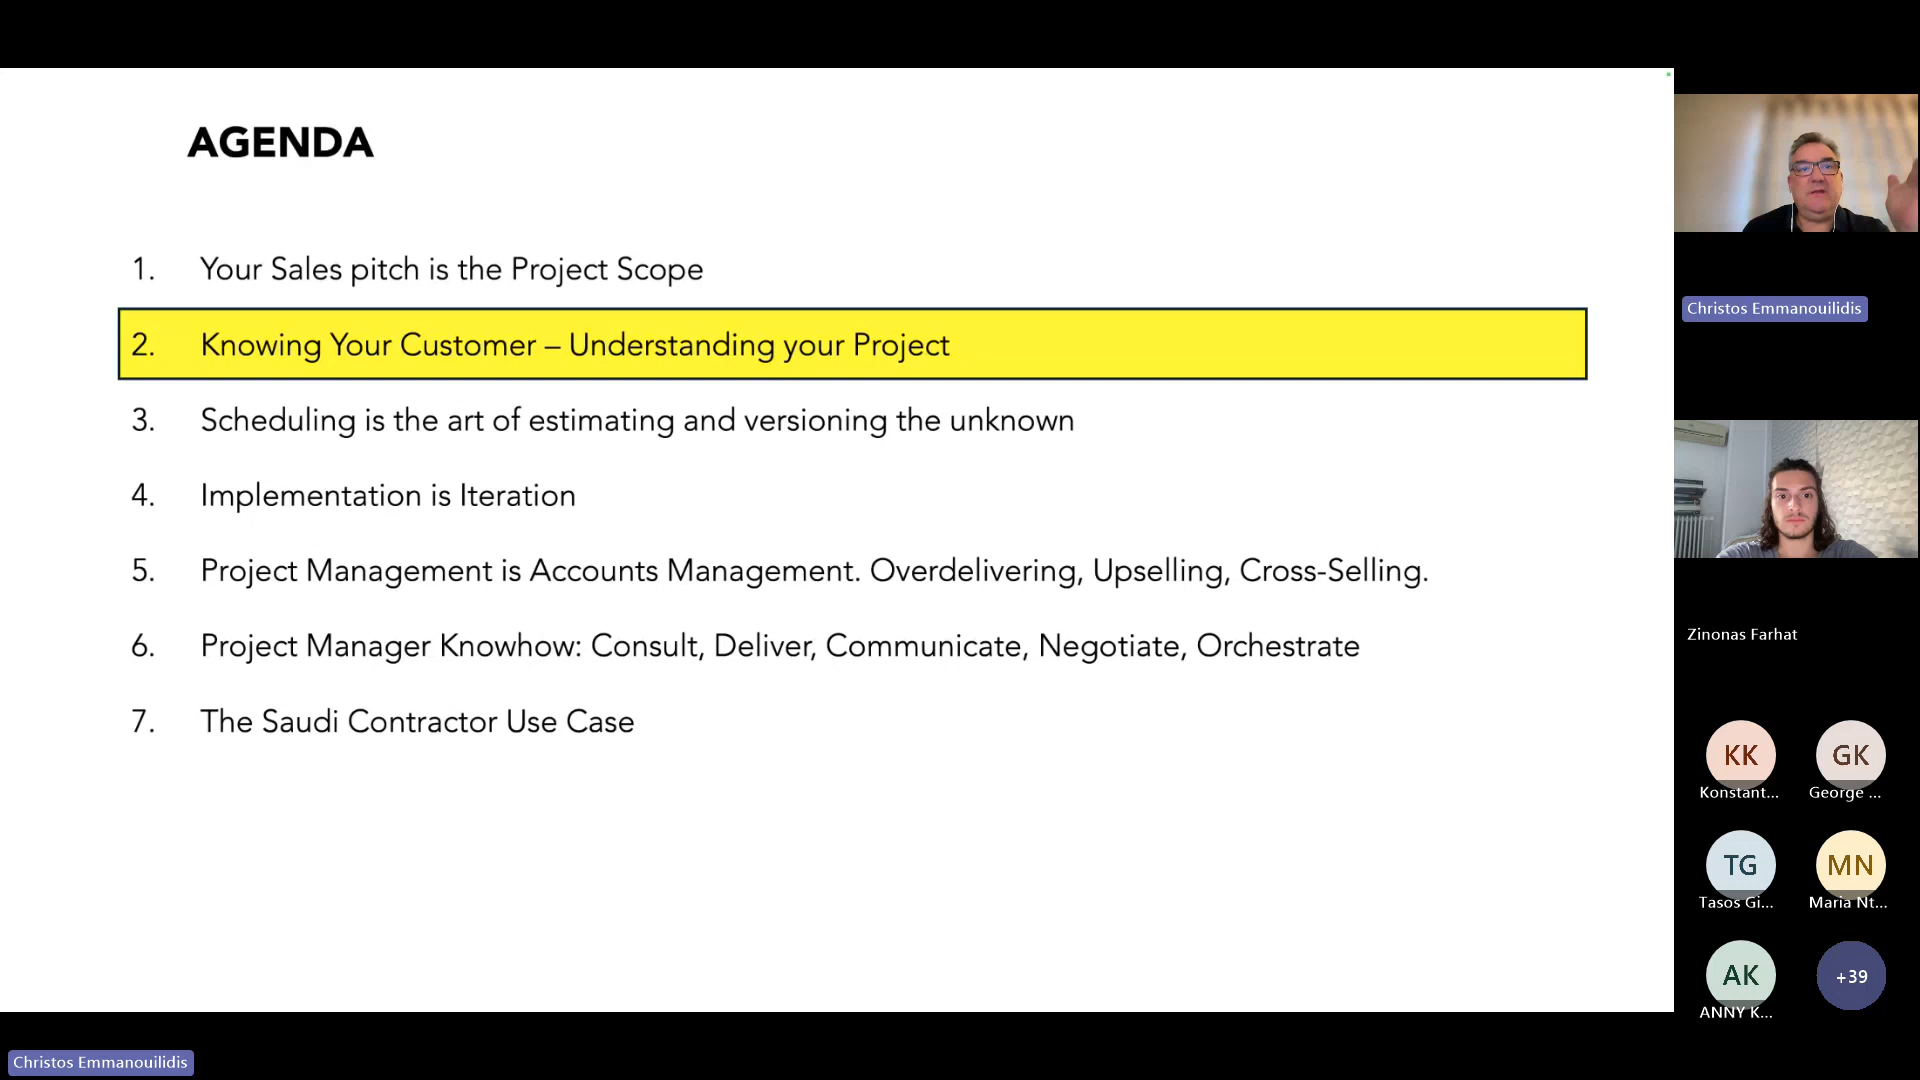 AGENDA
1. Your Sales pitch is the Project Scope
2. Knowing Your Customer – Understanding your Project
3. Scheduling is the art of estimating and versioning the unknown
4. Implementation is Iteration
5. Project Management is Accounts Management. Overdelivering, Upselling, Cross-Selling.
6. Project Manager Knowhow: Consult, Deliver, Communicate, Negotiate, Orchestrate
7. The Saudi Contractor Use Case
Christos Emmanouilidis
Zinonas Farhat
KK
Konstant...
GK
George ...
TG
Tasos Gi...
MN
Maria Nt...
AK
ANNY K...
+39
Christos Emmanouilidis